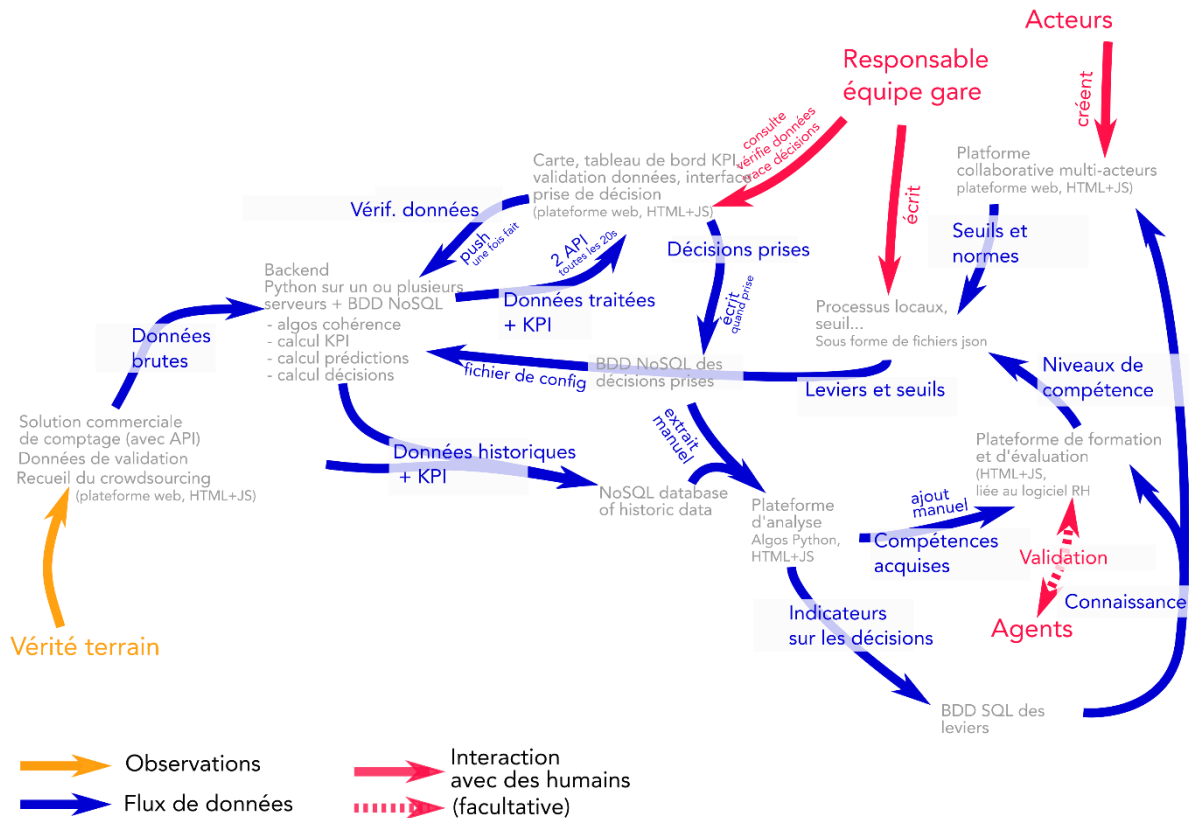 Acteurs
créent
Responsable
équipe gare
consulte
vérifie données
trace décisions
écrit
Carte, tableau de bord KPI,
validation données, interface
prise de décision
(plateforme web, HTML+JS)
Platforme
collaborative multi-acteurs
plateforme web, HTML+JS)
Vérif. données
push
une fois fait
2 API
toutes les 20s
Décisions prises
écrit
quand prise
Seuils et
normes
Backend
Python sur un ou plusieurs
serveurs + BDD NoSQL
- algos cohérence
- calcul KPI
- calcul prédictions
- calcul décisions
Données traitées
+ KPI
Processus locaux,
seuil...
Sous forme de fichiers json
Données
brutes
fichier de config
BDD NoSQL des
décisions prises
Leviers et seuils
Niveaux de
compétence
Solution commerciale
de comptage (avec API)
Données de validation
Recueil du crowdsourcing
(plateforme web, HTML+JS)
Données historiques
+ KPI
extrait
manuel
NoSQL database
of historic data
Plateforme
d'analyse
Algos Python,
HTML+JS
ajout
manuel
Compétences
acquises
Plateforme de formation
et d'évaluation
(HTML+JS,
liée au logiciel RH
Validation
Connaissance
Agents
Indicateurs
sur les décisions
Vérité terrain
BDD SQL des
leviers
Observations
Flux de données
Interaction
avec des humains
(facultative)